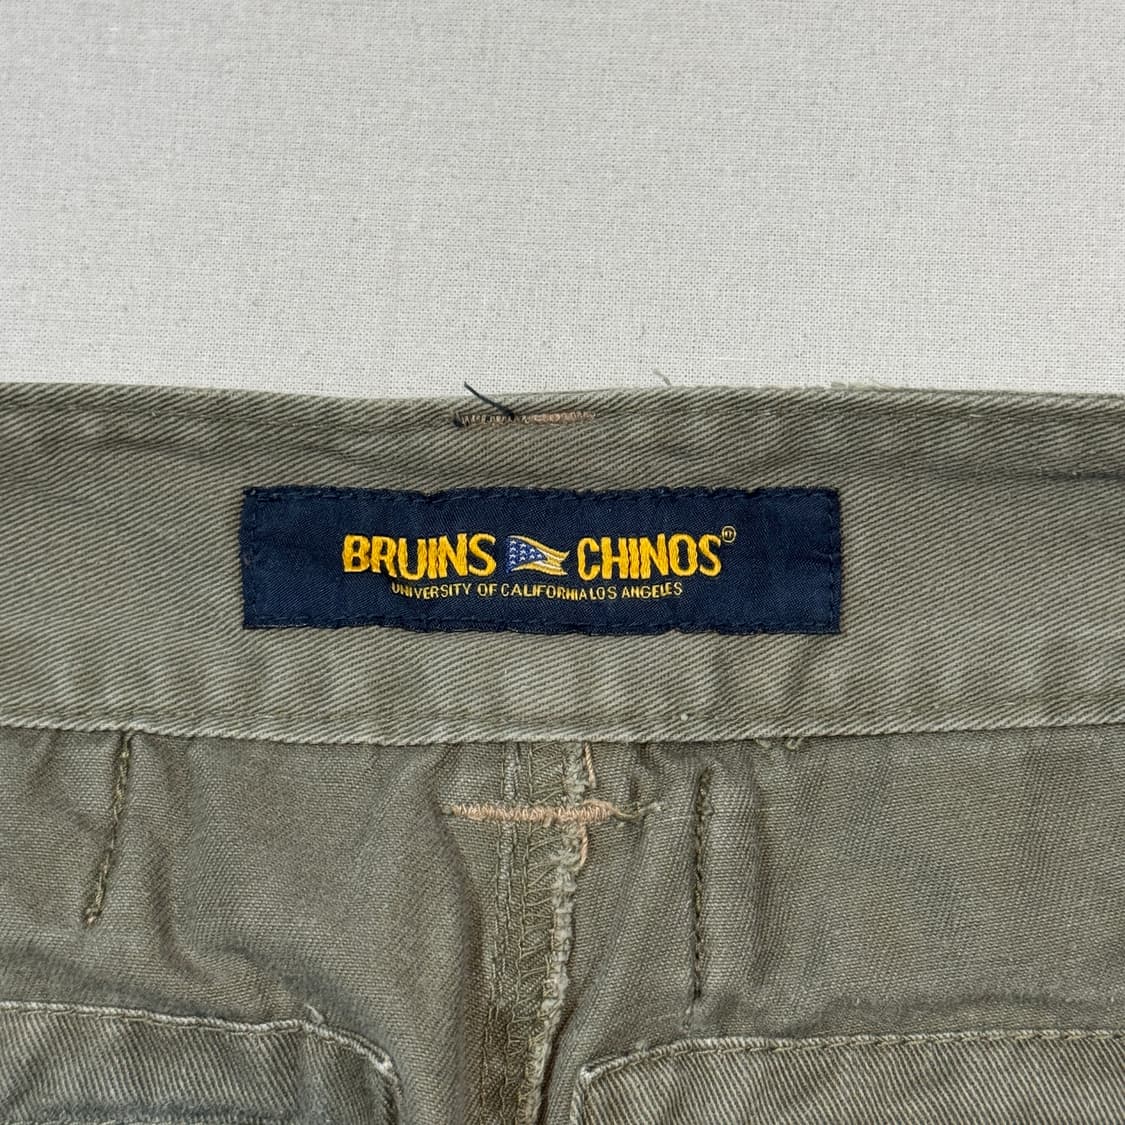 BRUINS CHINOS®
UNIVERSITY OF CALIFORNIA LOS ANGELES